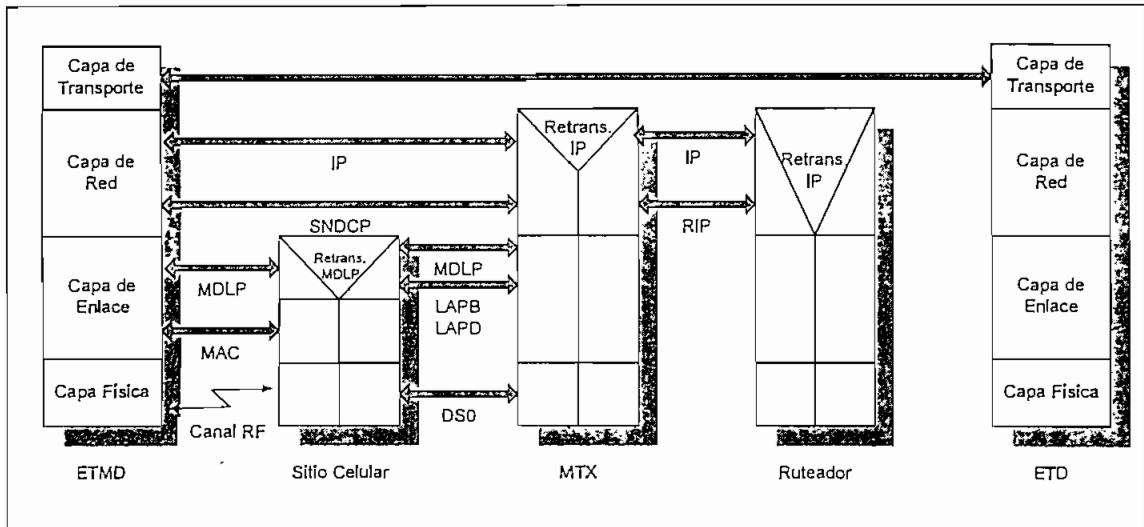 Capa de
Transporte
Capa de
Transporte
Retrans.
IP
IP
Retrans.
IP
IP
Capa de
Red
Capa de
Red
SNDCP
RIP
Retrans.
MDLP
MDLP
MDLP
Capa de
Enlace
LAPB
LAPD
Capa de
Enlace
MAC
Capa Física
Canal RF
DS0
Capa Física
ETMD
Sitio Celular
MTX
Ruteador
ETD